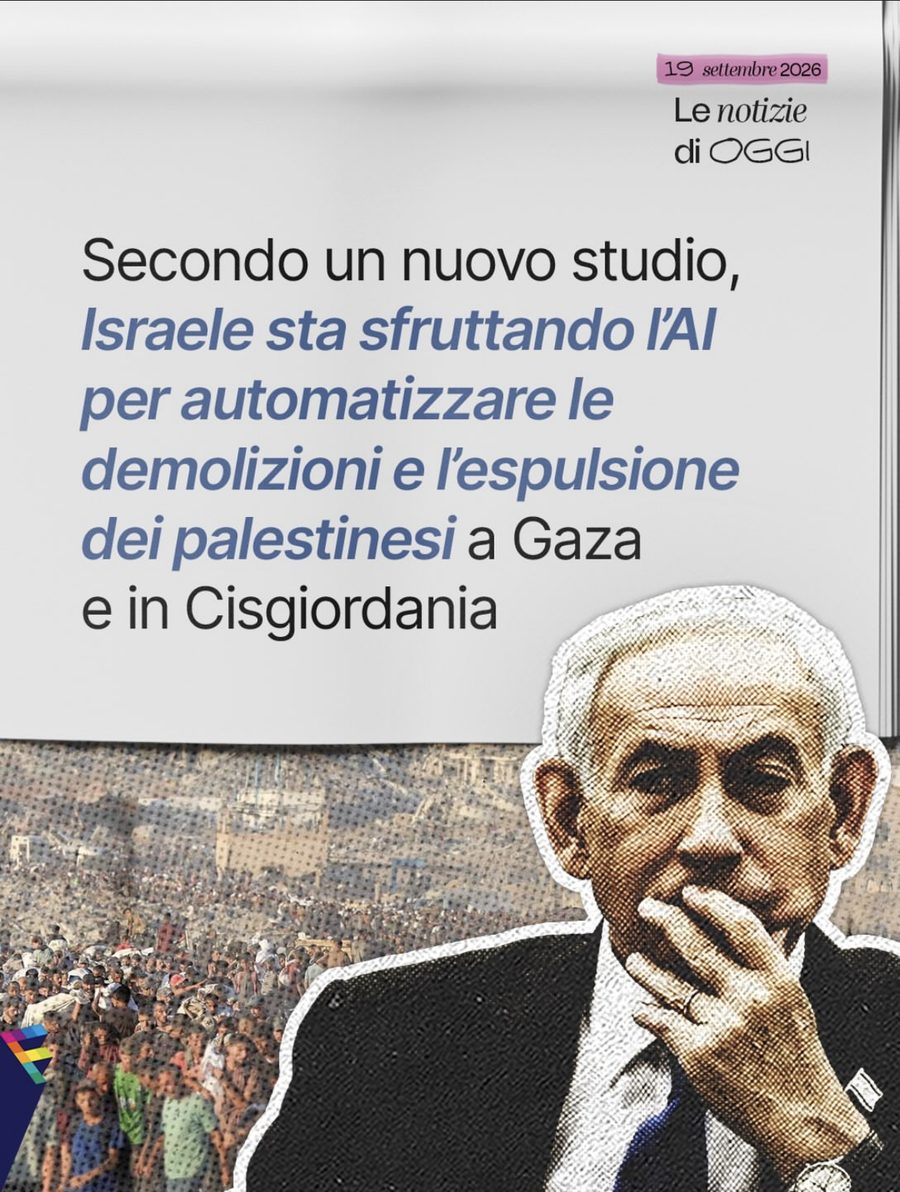 19 settembre 2026
Le notizie
di OGGI
Secondo un nuovo studio,
Israele sta sfruttando l’AI
per automatizzare le
demolizioni e l’espulsione
dei palestinesi a Gaza
e in Cisgiordania